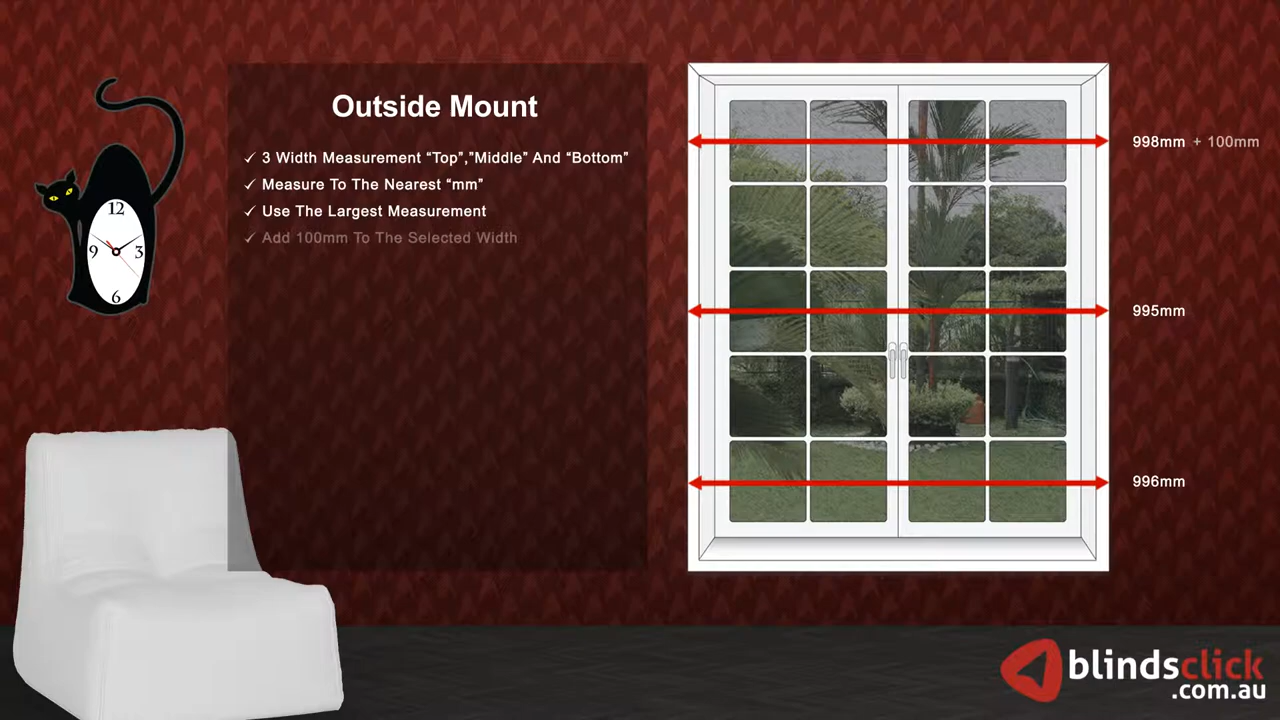 Outside Mount
✓ 3 Width Measurement “Top”,”Middle” And “Bottom”
✓ Measure To The Nearest “mm”
✓ Use The Largest Measurement
✓ Add 100mm To The Selected Width
998mm + 100mm
995mm
996mm
12
9 3
6
blindsclick
.com.au